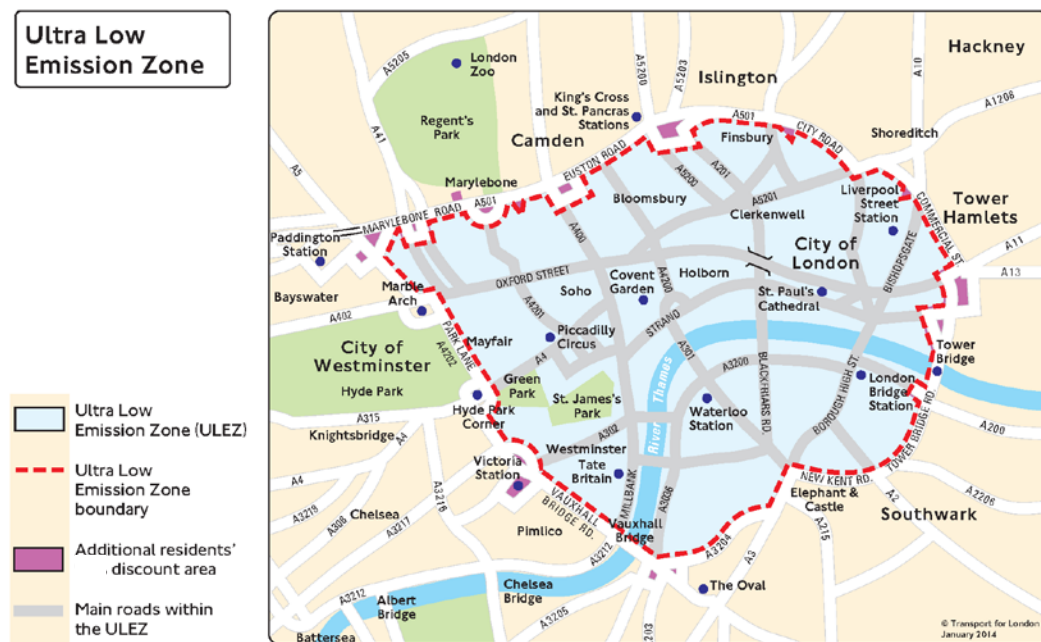 Ultra Low
Emission Zone
Ultra Low
Emission Zone (ULEZ)
Ultra Low
Emission Zone
boundary
Additional residents'
discount area
Main roads within
the ULEZ
Hackney
A5205
London
Zoo
A5200
A5203
Islington
A10
A1208
King's Cross
and St. Pancras
Stations
A41
Regent's
Park
Camden
A501
Finsbury
CITY ROAD
Shoreditch
A5
EUSTON ROAD
Marylebone
A501
MARYLEBONE ROAD
A5200
A201
Bloomsbury
A5201
Clerkenwell
Liverpool
Street
Station
COMMERCIAL ST.
Tower
Hamlets
Paddington
Station
A400
City of
London
BISHOPSGATE
A11
A13
Bayswater
Marble
Arch
OXFORD STREET
Soho
Covent
Garden
A4200
Holborn
St. Paul's
Cathedral
A402
A4201
STRAND
PARK LANE
A4202
Mayfair
Piccadilly
Circus
City of
Westminster
Hyde Park
A4
Green
Park
St. James's
Park
River Thames
A301
A3200
BLACKFRIARS RD.
BOROUGH HIGH ST.
Tower
Bridge
London
Bridge
Station
TOWER BRIDGE RD.
A200
A315
Hyde Park
Corner
Knightsbridge
A4
A302
Waterloo
Station
Westminster
Tate
Britain
Victoria
Station
MILLBANK
A3036
NEW KENT RD.
Elephant &
Castle
A2
A2206
Southwark
A4
A3218
A308
A3217
A3216
Chelsea
Pimlico
VAUXHALL
BRIDGE RD.
Vauxhall
Bridge
A3212
A3204
A3
A215
The Oval
Chelsea
Bridge
A3205
A3212
Albert
Bridge
Battersea
© Transport for London
January 2014